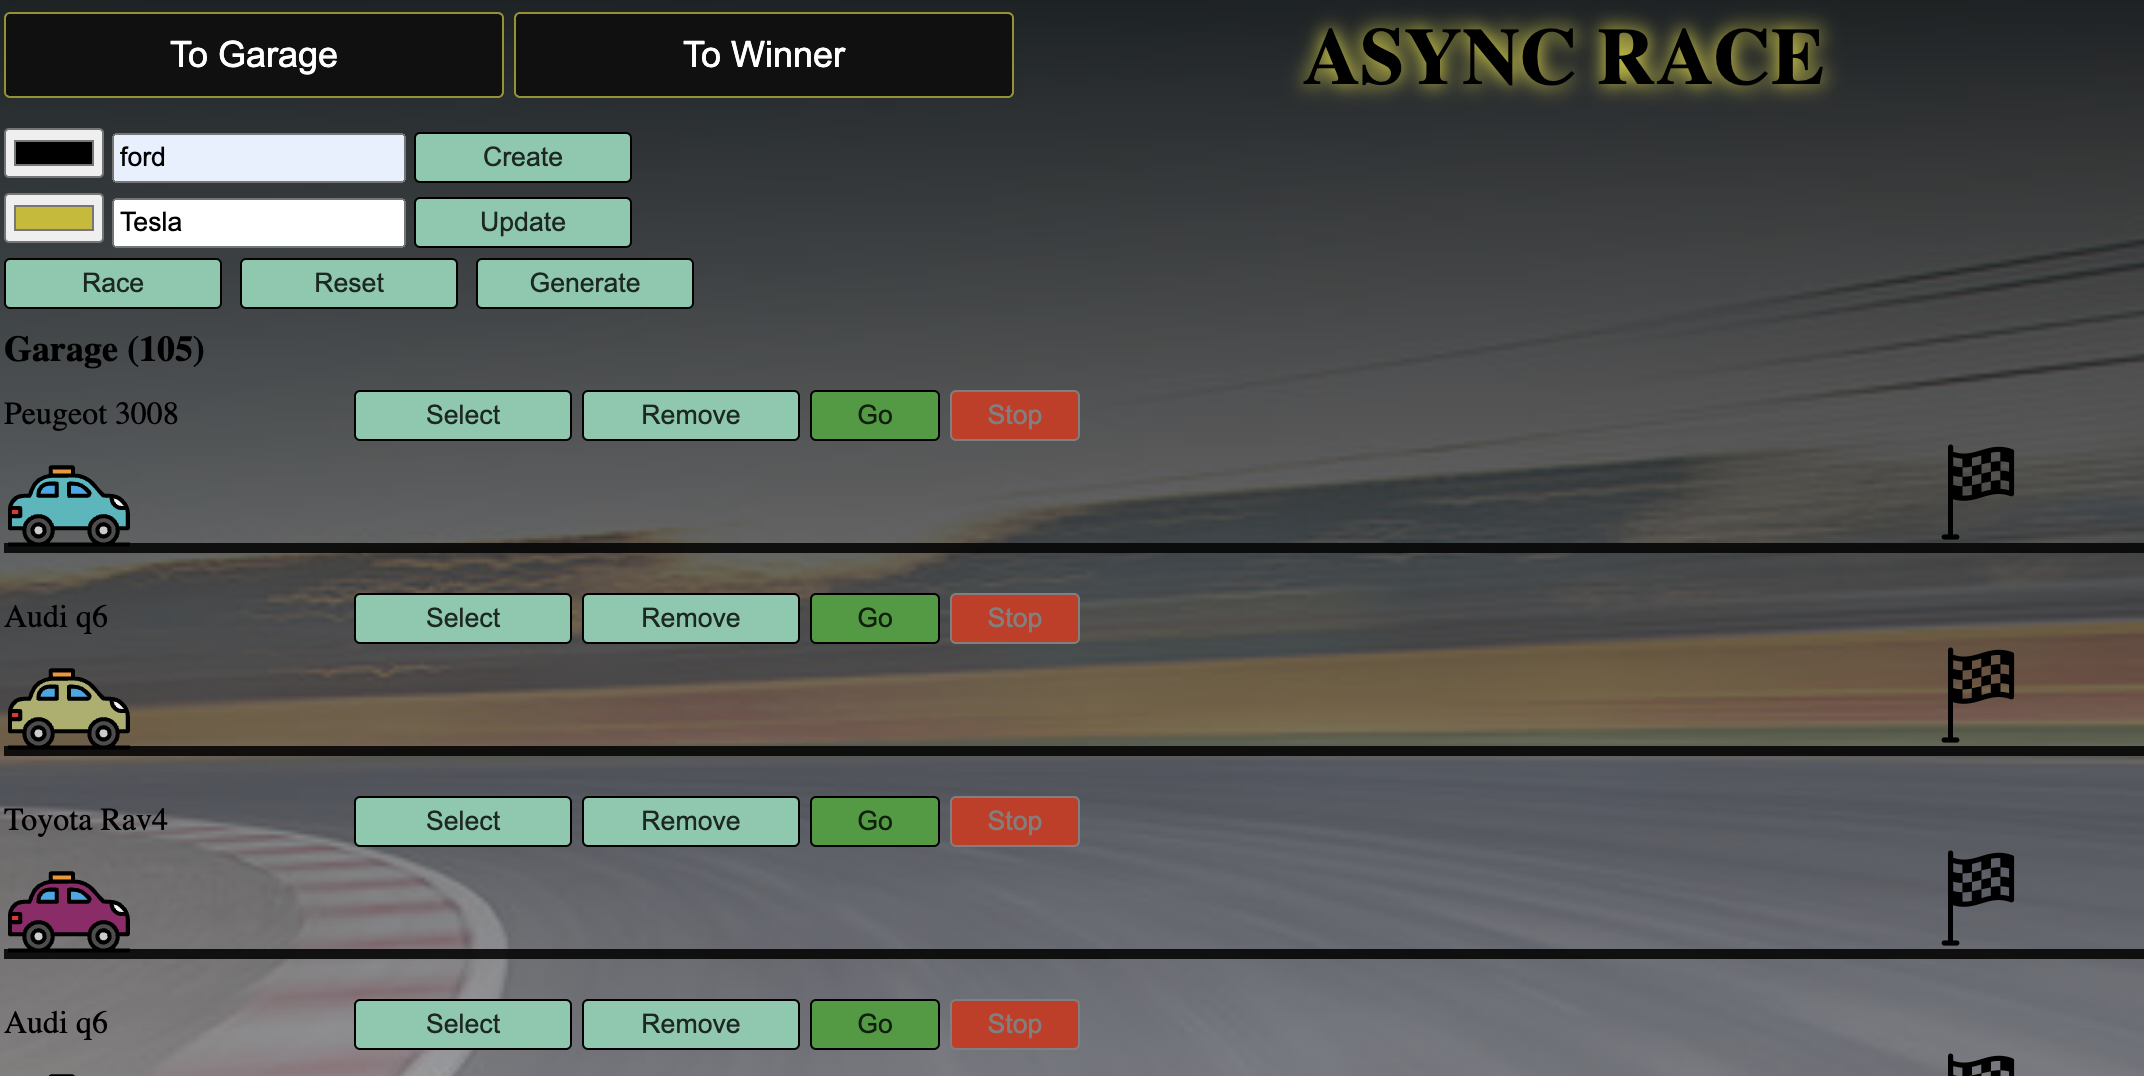 To Garage To Winner ASYNC RACE
ford Create
Tesla Update
Race Reset Generate
Garage (105)
Peugeot 3008 Select Remove Go Stop
Audi q6 Select Remove Go Stop
Toyota Rav4 Select Remove Go Stop
Audi q6 Select Remove Go Stop